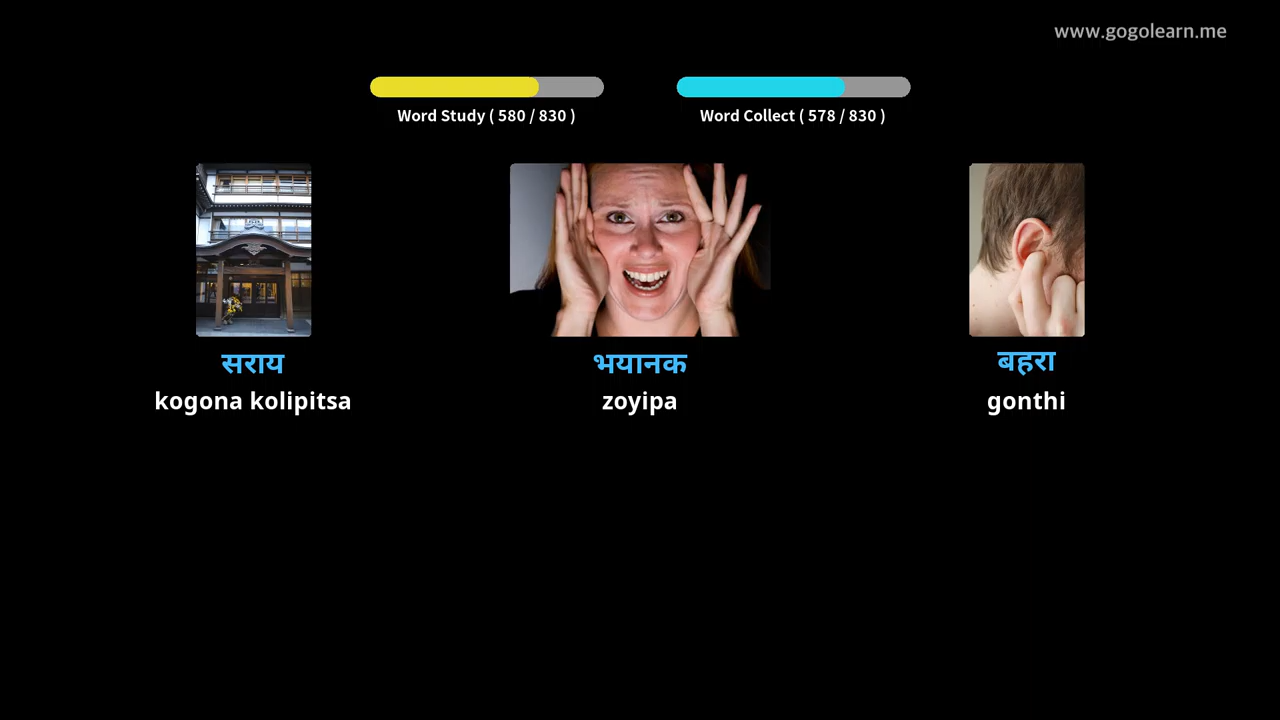 www.gogolearn.me
Word Study ( 580 / 830 )
Word Collect ( 578 / 830 )
सराय
भयानक
बहरा
kogona kolipitsa
zoyipa
gonthi